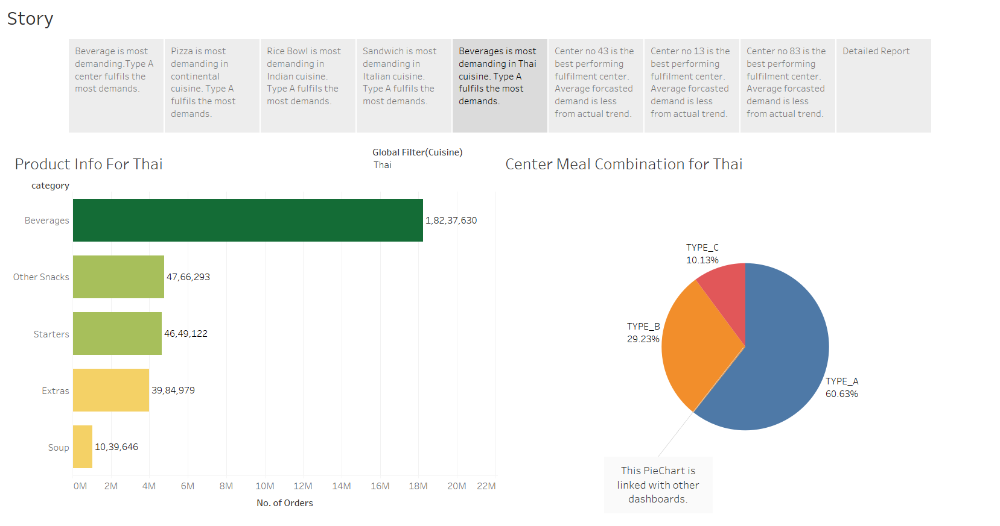 Story
Beverage is most
demanding.Type A
center fulfils the
most demands.
Pizza is most
demanding in
continental
cuisine. Type A
fulfils the most
demands.
Rice Bowl is most
demanding in
Indian cuisine.
Type A fulfils the
most demands.
Sandwich is most
demanding in
Italian cuisine.
Type A fulfils the
most demands.
Beverages is most
demanding in Thai
cuisine. Type A
fulfils the most
demands.
Center no 43 is the
best performing
fulfilment center.
Average forcasted
demand is less
from actual trend.
Center no 13 is the
best performing
fulfilment center.
Average forcasted
demand is less
from actual trend.
Center no 83 is the
best performing
fulfilment center.
Average forcasted
demand is less
from actual trend.
Detailed Report
Product Info For Thai
Global Filter(Cuisine)
Thai
category
Beverages 1,82,37,630
Other Snacks 47,66,293
Starters 46,49,122
Extras 39,84,979
Soup 10,39,646
0M 2M 4M 6M 8M 10M 12M 14M 16M 18M 20M 22M
No. of Orders
Center Meal Combination for Thai
TYPE_C
10.13%
TYPE_B
29.23%
TYPE_A
60.63%
This PieChart is
linked with other
dashboards.